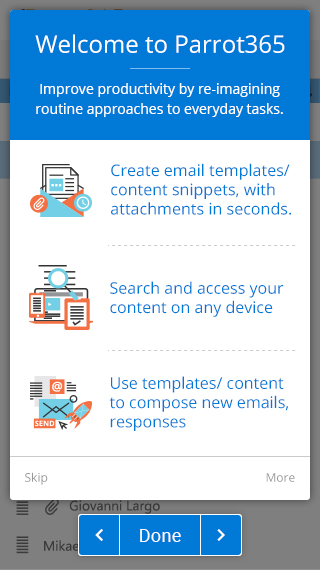 Welcome to Parrot365
Improve productivity by re-imagining
routine approaches to everyday tasks.
Create email templates/
content snippets, with
attachments in seconds.
Search and access your
content on any device
@
SEND
Use templates/ content
to compose new emails,
responses
Skip
More
Giovanni Largo
Done